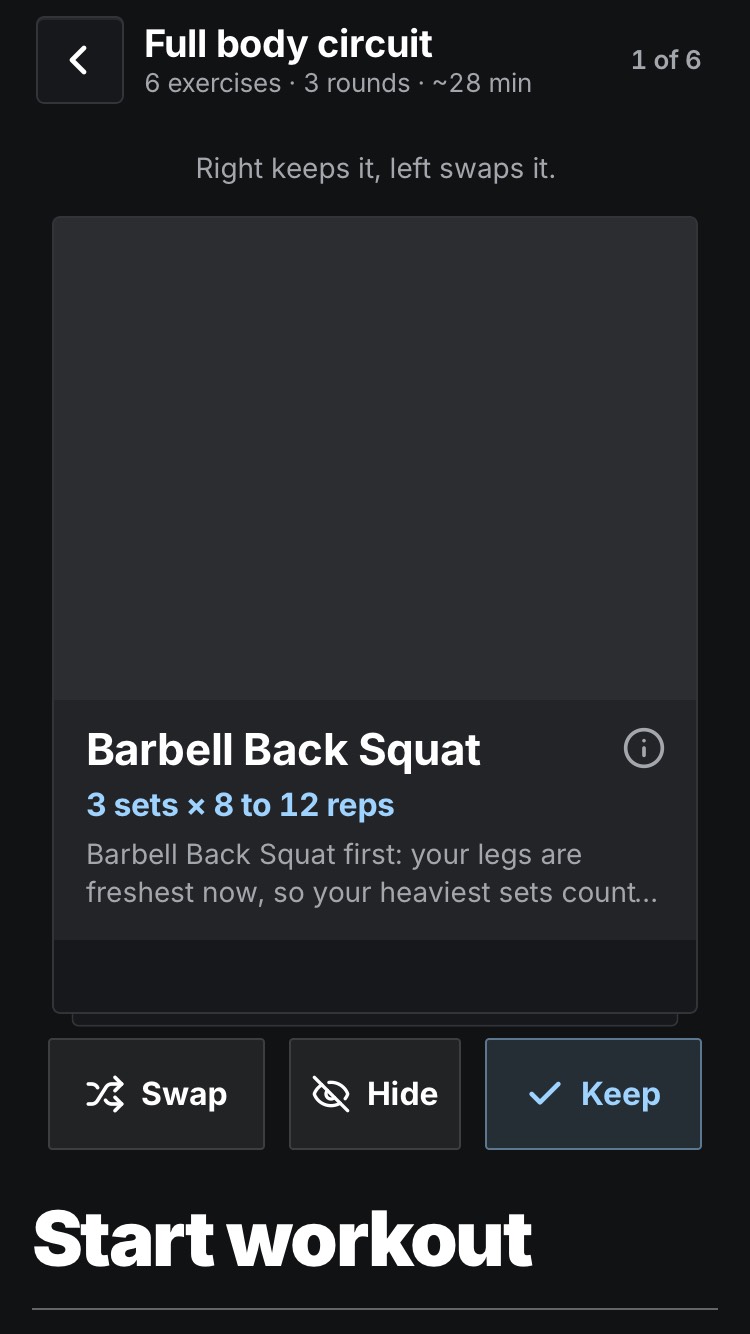 Full body circuit
6 exercises · 3 rounds · ~28 min
1 of 6
Right keeps it, left swaps it.
Barbell Back Squat
3 sets × 8 to 12 reps
Barbell Back Squat first: your legs are
freshest now, so your heaviest sets count...
Swap
Hide
Keep
Start workout